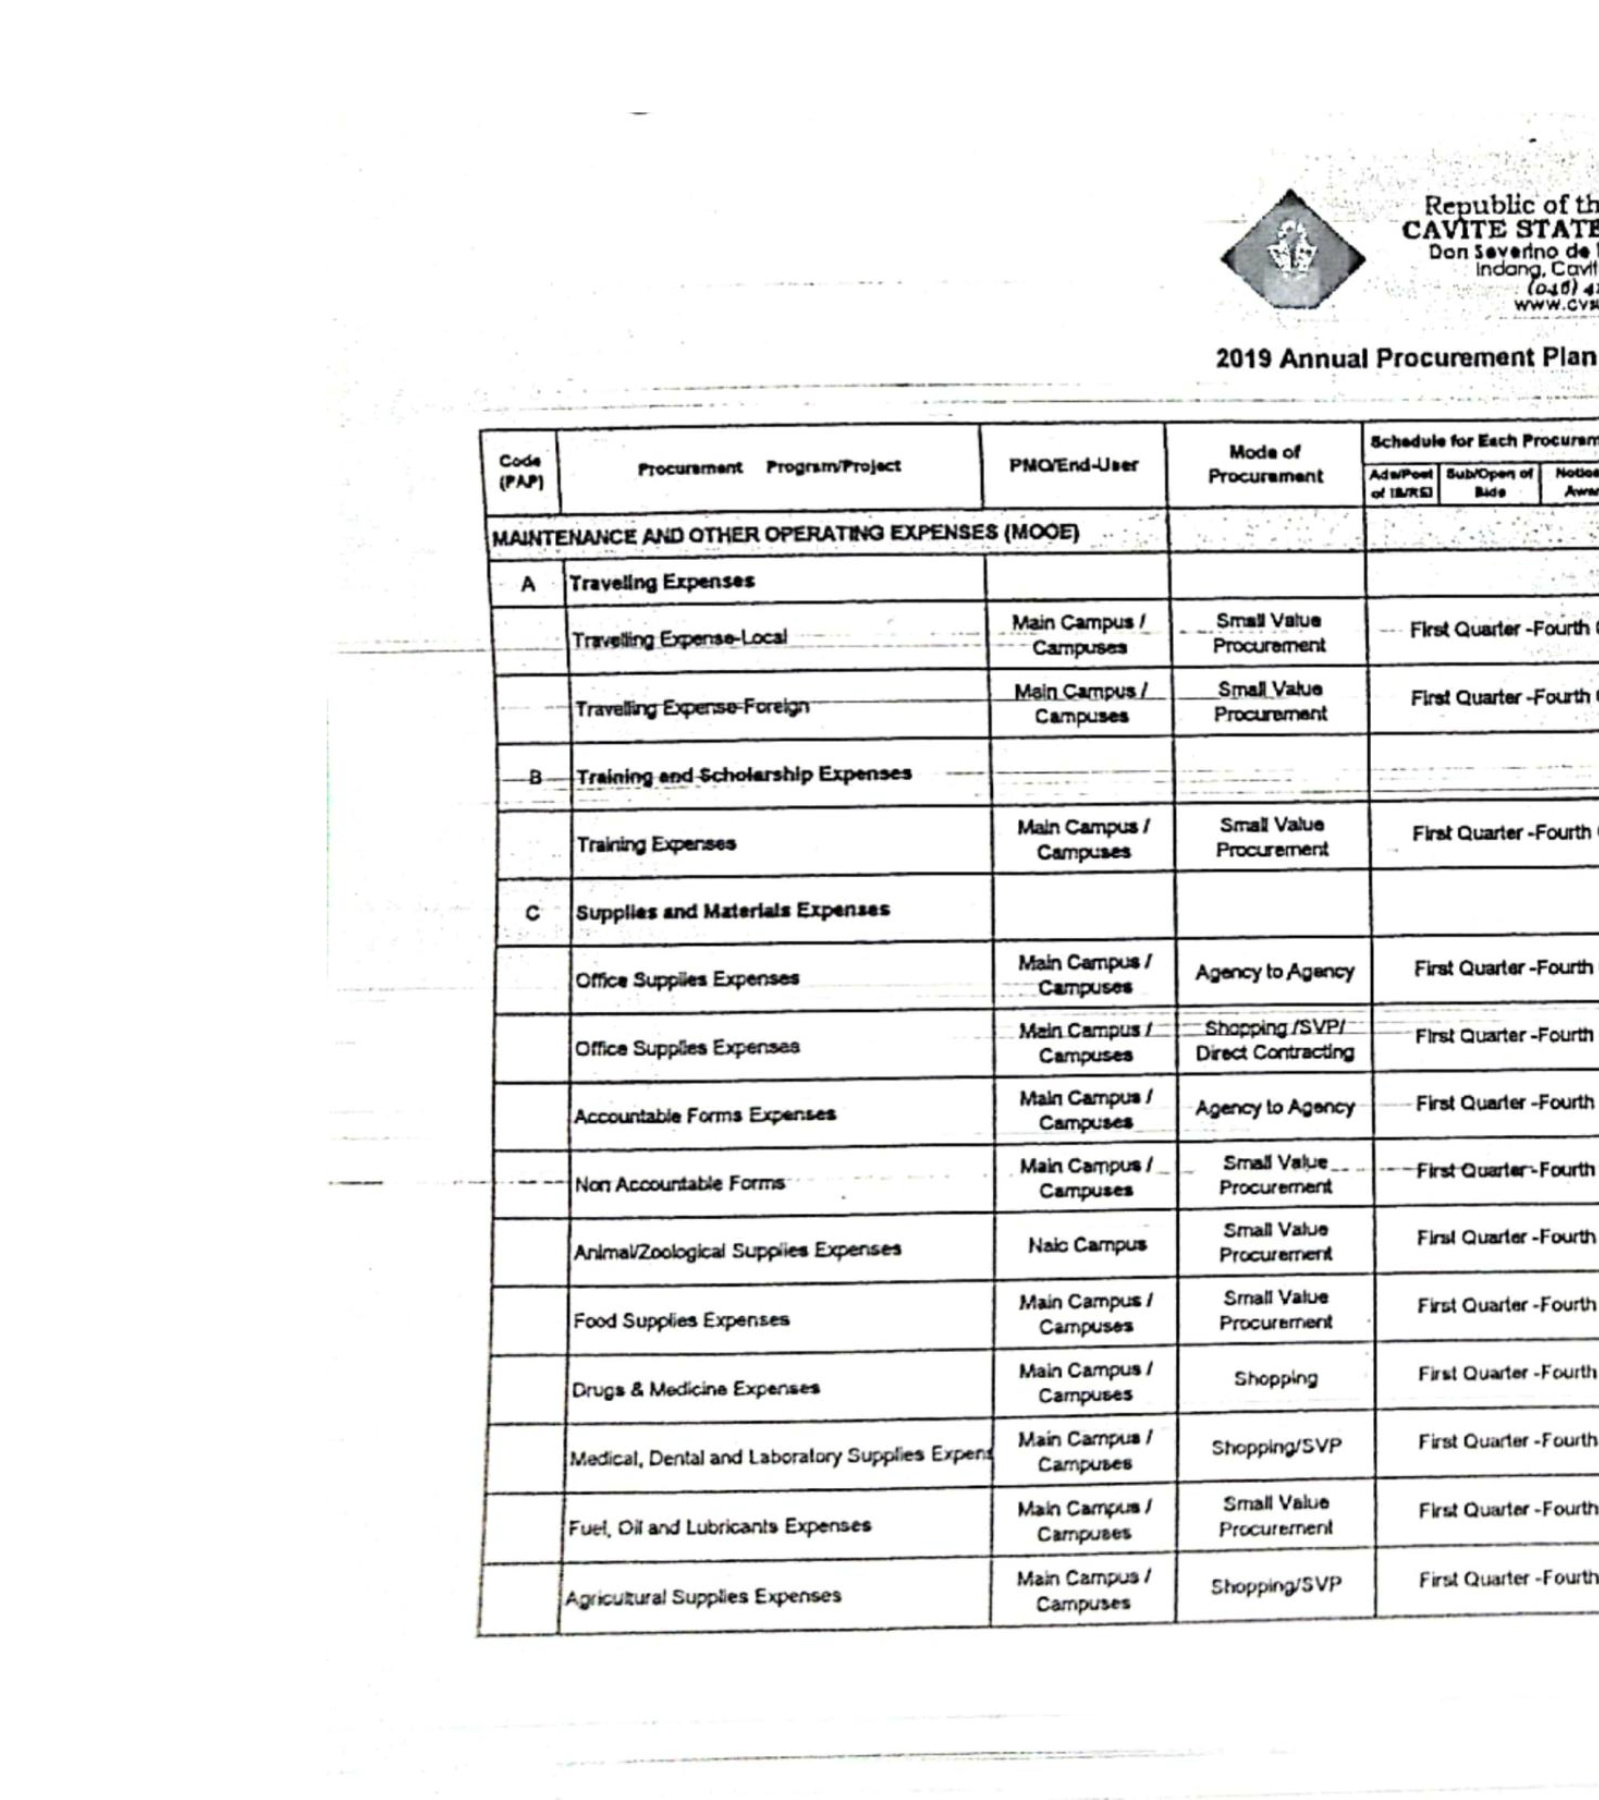 Republic of th
CAVITE STATE
Don Severino de
Indang, Cavit
(046) 4
www.cvs
2019 Annual Procurement Plan
Code (PAP) Procurement Program/Project PMO/End-User Mode of Procurement Schedule for Each Procurem
Ads/Post of IB/REI Sub/Open of Bids Notice Awar
MAINTENANCE AND OTHER OPERATING EXPENSES (MOOE)
A Traveling Expenses
Travelling Expense-Local Main Campus / Campuses Small Value Procurement First Quarter -Fourth
Travelling Expense-Foreign Main Campus / Campuses Small Value Procurement First Quarter -Fourth
B Training and Scholarship Expenses
Training Expenses Main Campus / Campuses Small Value Procurement First Quarter -Fourth
C Supplies and Materials Expenses
Office Supplies Expenses Main Campus / Campuses Agency to Agency First Quarter -Fourth
Office Supplies Expenses Main Campus / Campuses Shopping /SVP/ Direct Contracting First Quarter -Fourth
Accountable Forms Expenses Main Campus / Campuses Agency to Agency First Quarter -Fourth
Non Accountable Forms Main Campus / Campuses Small Value Procurement First Quarter -Fourth
Animal/Zoological Supplies Expenses Naic Campus Small Value Procurement First Quarter -Fourth
Food Supplies Expenses Main Campus / Campuses Small Value Procurement First Quarter -Fourth
Drugs & Medicine Expenses Main Campus / Campuses Shopping First Quarter -Fourth
Medical, Dental and Laboratory Supplies Expens Main Campus / Campuses Shopping/SVP First Quarter -Fourth
Fuel, Oil and Lubricants Expenses Main Campus / Campuses Small Value Procurement First Quarter -Fourth
Agricultural Supplies Expenses Main Campus / Campuses Shopping/SVP First Quarter -Fourth